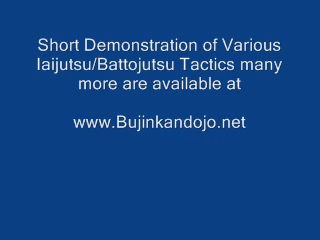 Short Demonstration of Various
Iaijutsu/Battojutsu Tactics many
more are available at
www.Bujinkandojo.net